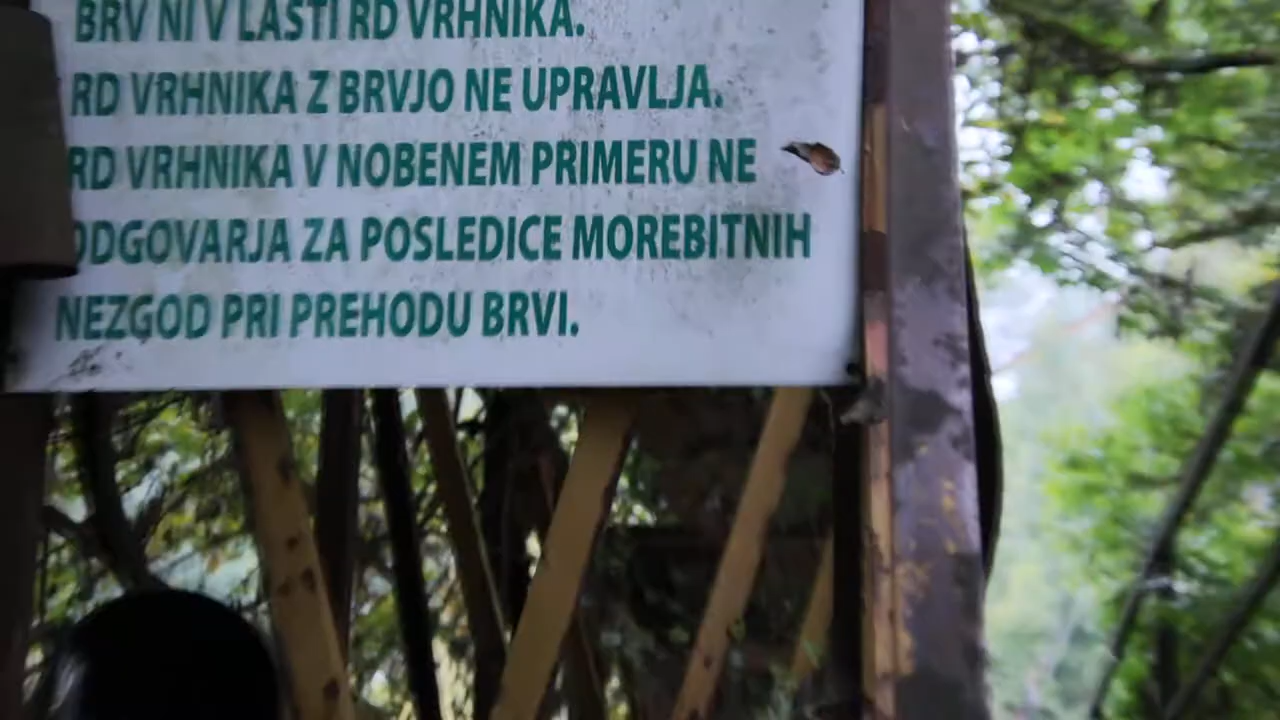 BRV NI V LASTI RD VRHNIKA.
RD VRHNIKA Z BRVJO NE UPRAVLJA.
RD VRHNIKA V NOBENEM PRIMERU NE
ODGOVARJA ZA POSLEDICE MOREBITNIH
NEZGOD PRI PREHODU BRVI.